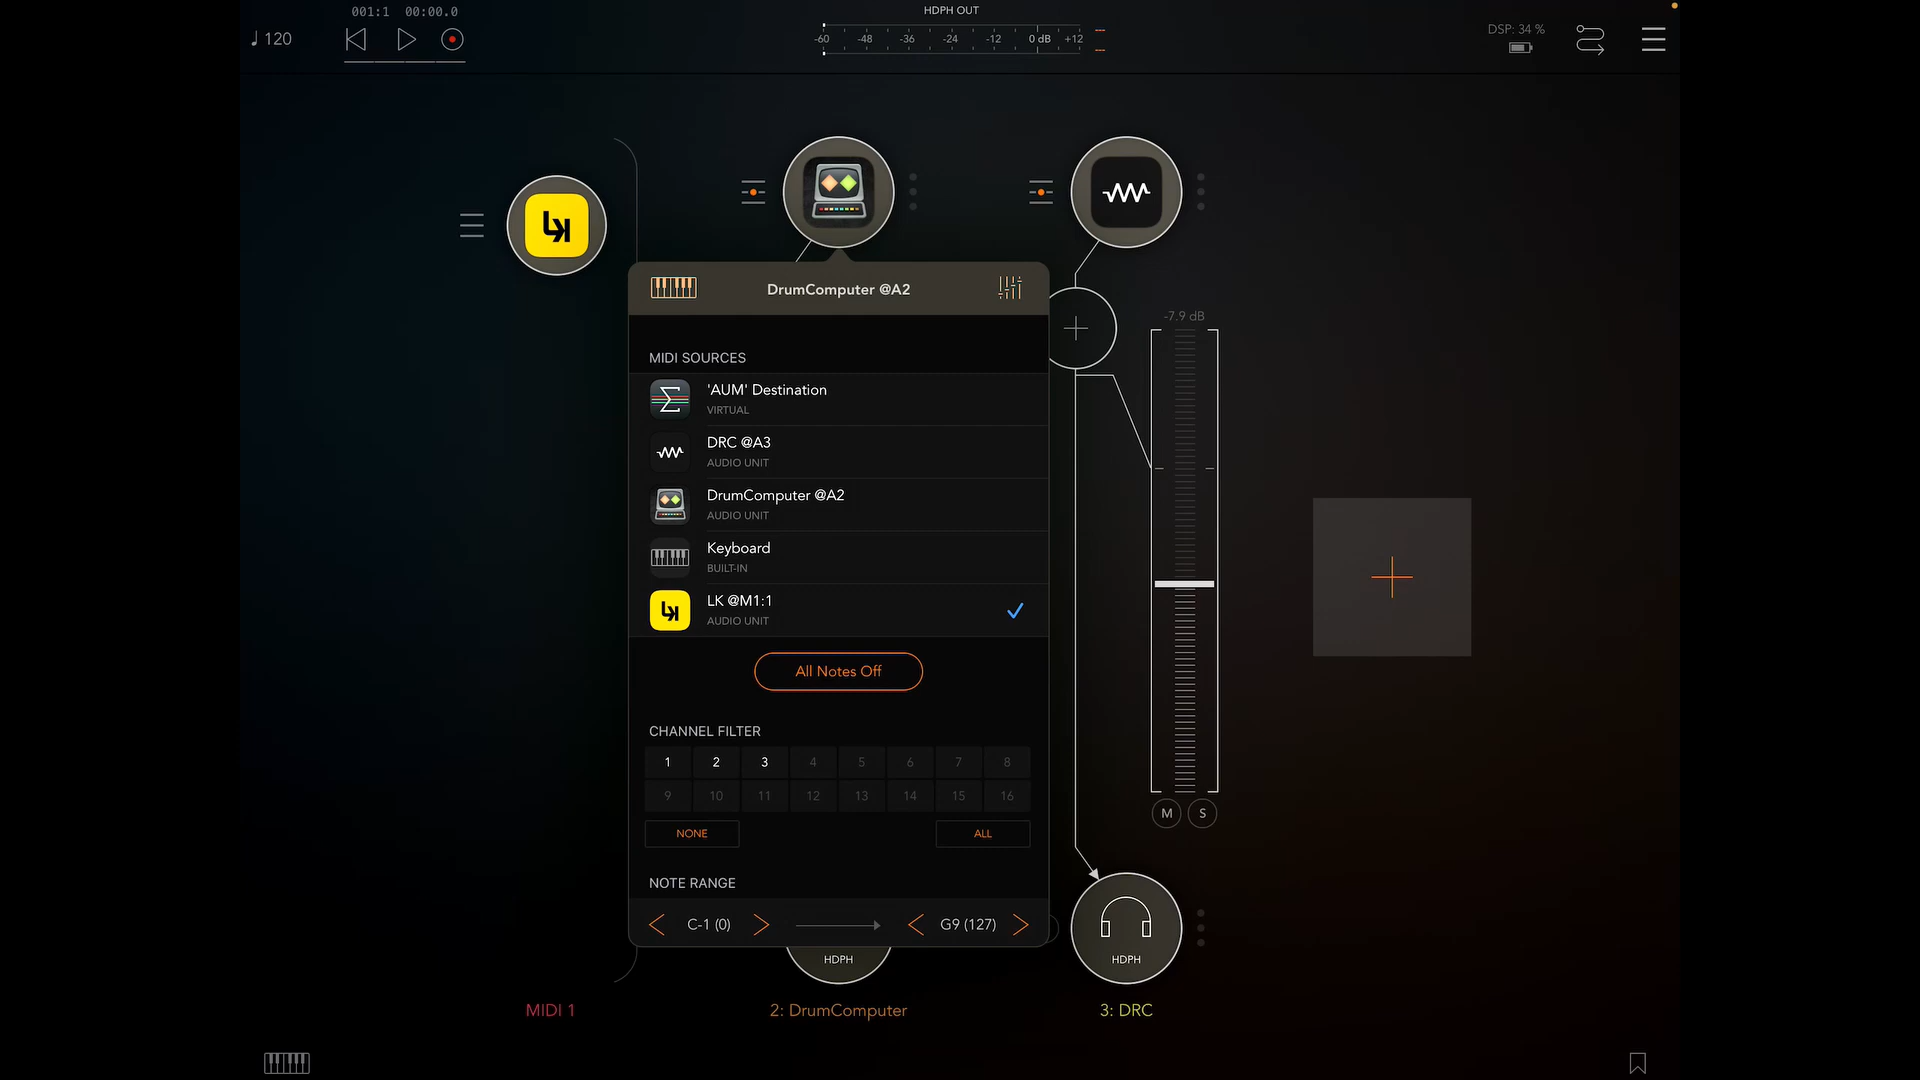 001:1 00:00.0
120
HDPH OUT
-60 -48 -36 -24 -12 0 dB +12
DSP: 34 %
DrumComputer @A2
MIDI SOURCES
'AUM' Destination
VIRTUAL
DRC @A3
AUDIO UNIT
DrumComputer @A2
AUDIO UNIT
Keyboard
BUILT-IN
LK @M1:1
AUDIO UNIT
All Notes Off
CHANNEL FILTER
1 2 3 4 5 6 7 8
9 10 11 12 13 14 15 16
NONE ALL
NOTE RANGE
C-1 (0) G9 (127)
-7.9 dB
M S
HDPH
HDPH
MIDI 1
2: DrumComputer
3: DRC